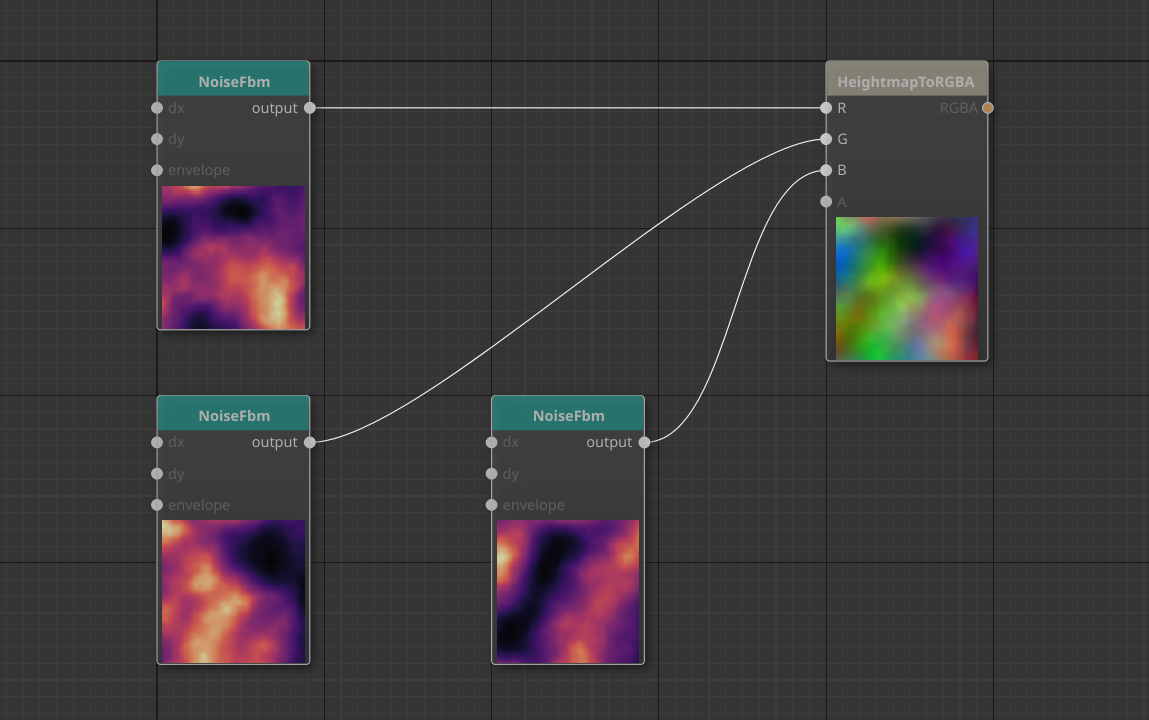 NoiseFbm
dx output
dy
envelope
HeightmapToRGBA
R RGBA
G
B
A
NoiseFbm
dx output
dy
envelope
NoiseFbm
dx output
dy
envelope